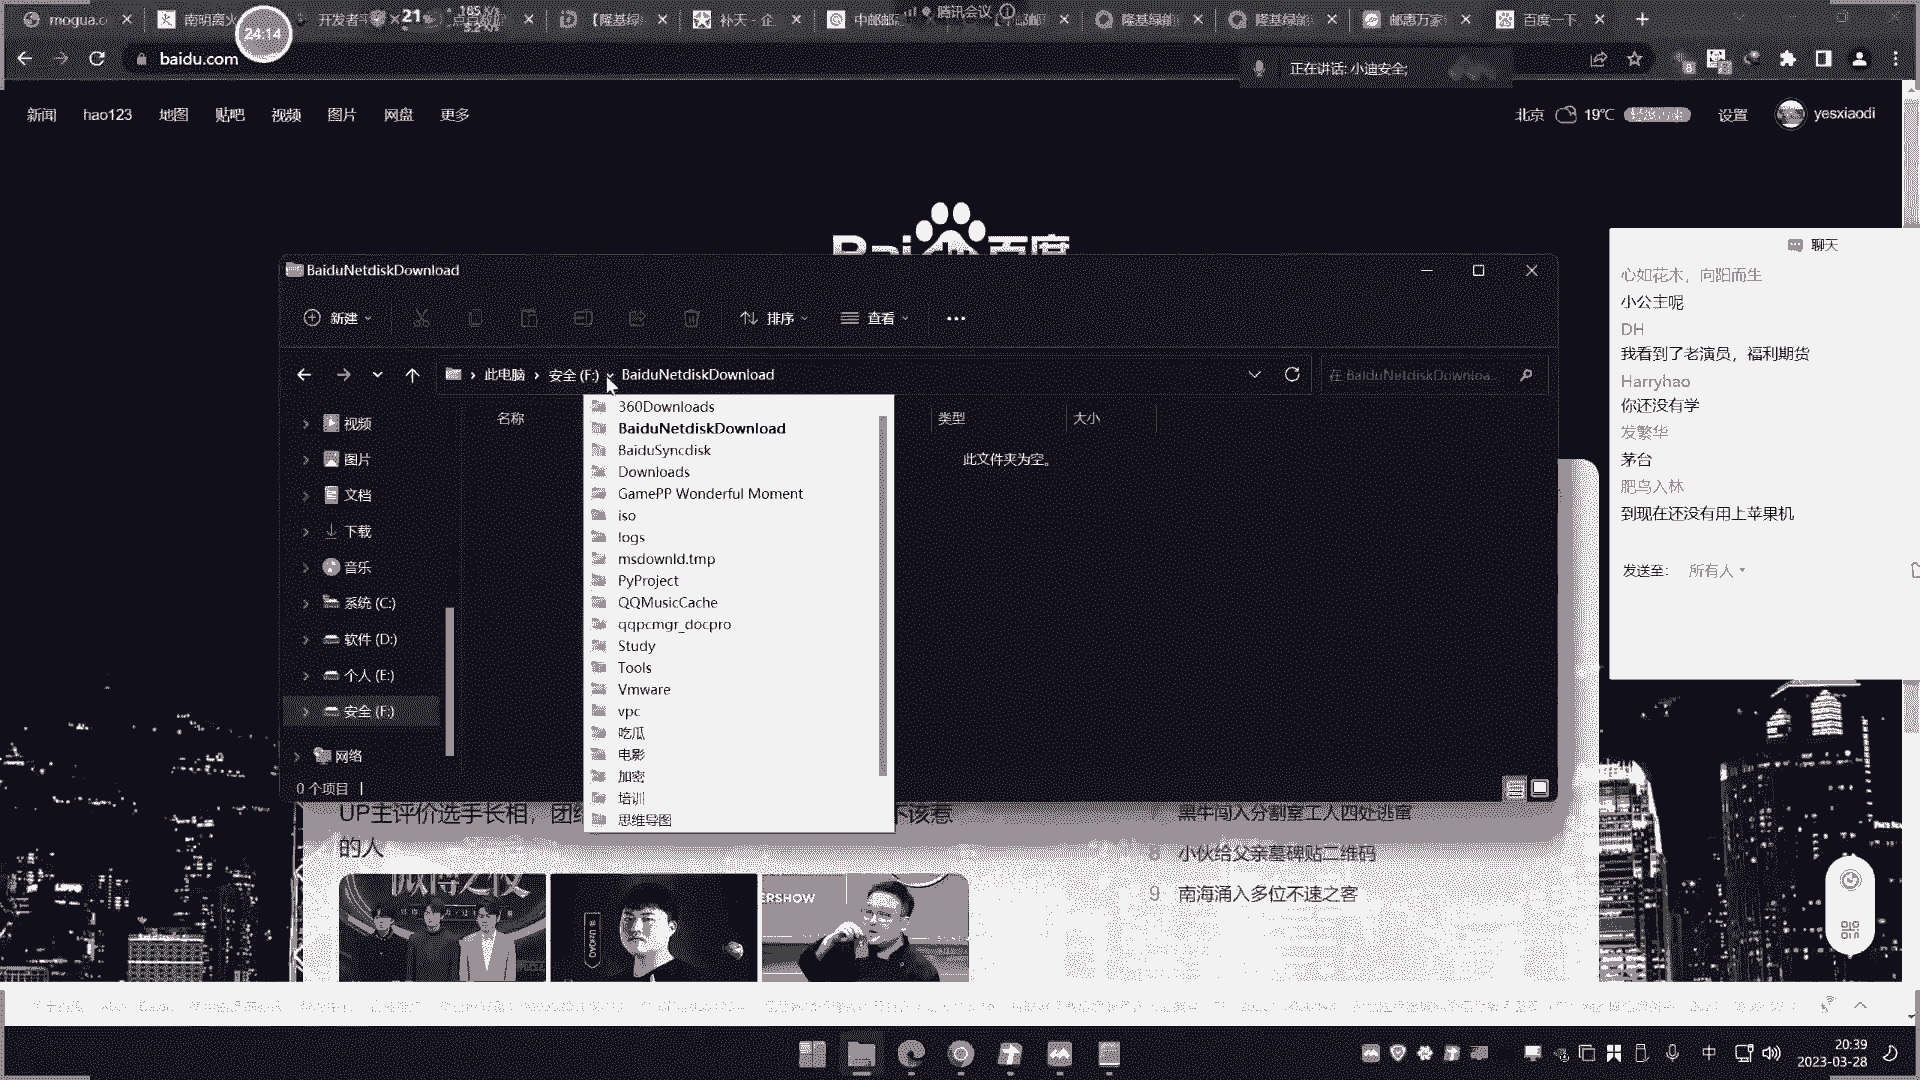 mogua.c
南明离火
开发者
21
185 K/s
5.2 K/s
【隆基绿
补天 - 企
中邮邮
腾讯会议
隆基绿能
隆基绿能
邮惠万家
百度一下
24:14
baidu.com
正在讲话: 小迪安全;
8
新闻
hao123
地图
贴吧
视频
图片
网盘
更多
北京
19℃
设置
yesxiaodi
Bai 百度
BaiduNetdiskDownload
新建
排序
查看
此电脑
安全 (F:)
BaiduNetdiskDownload
在 BaiduNetdiskDownloa...
名称
类型
大小
此文件夹为空。
视频
图片
文档
下载
音乐
系统 (C:)
软件 (D:)
个人 (E:)
安全 (F:)
网络
0 个项目
360Downloads
BaiduNetdiskDownload
BaiduSyncdisk
Downloads
GamePP Wonderful Moment
iso
logs
msdownld.tmp
PyProject
QQMusicCache
qqpcmgr_docpro
Study
Tools
Vmware
vpc
吃瓜
电影
加密
培训
思维导图
聊天
心如花木，向阳而生
小公主呢
DH
我看到了老演员，福利期货
Harryhao
你还没有学
发繁华
茅台
肥鸟入林
到现在还没有用上苹果机
发送至:
所有人
UP主评价选手长相，团
不该惹
的人
黑牛闯入分割室工人四处逃窜
8 小伙给父亲墓碑贴二维码
9 南海涌入多位不速之客
微博之夜
ERSHOW
中
20:39
2023-03-28